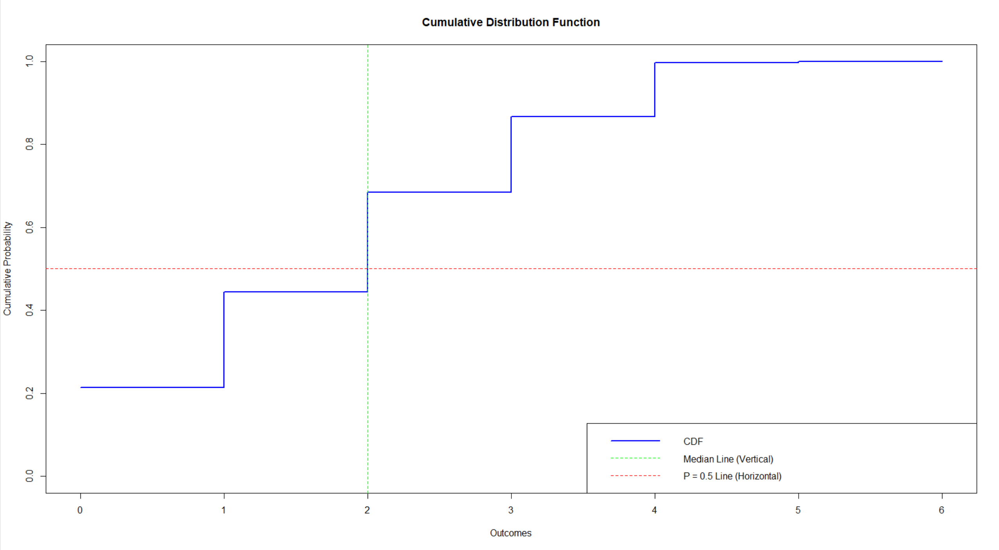 Cumulative Distribution Function
Cumulative Probability
1.0
0.8
0.6
0.4
0.2
0.0
CDF
Median Line (Vertical)
P = 0.5 Line (Horizontal)
0 1 2 3 4 5 6
Outcomes